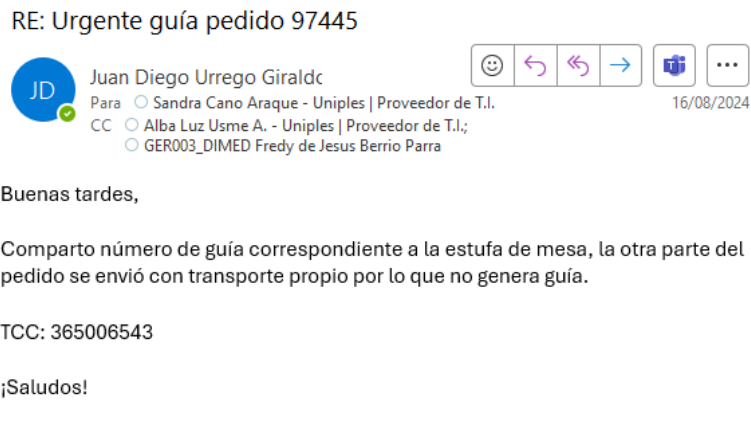 RE: Urgente guía pedido 97445
JD
Juan Diego Urrego Giraldo
Para Sandra Cano Araque - Uniples | Proveedor de T.I.
16/08/2024
CC Alba Luz Usme A. - Uniples | Proveedor de T.I.;
GER003_DIMED Fredy de Jesus Berrio Parra
Buenas tardes,
Comparto número de guía correspondiente a la estufa de mesa, la otra parte del
pedido se envió con transporte propio por lo que no genera guía.
TCC: 365006543
¡Saludos!